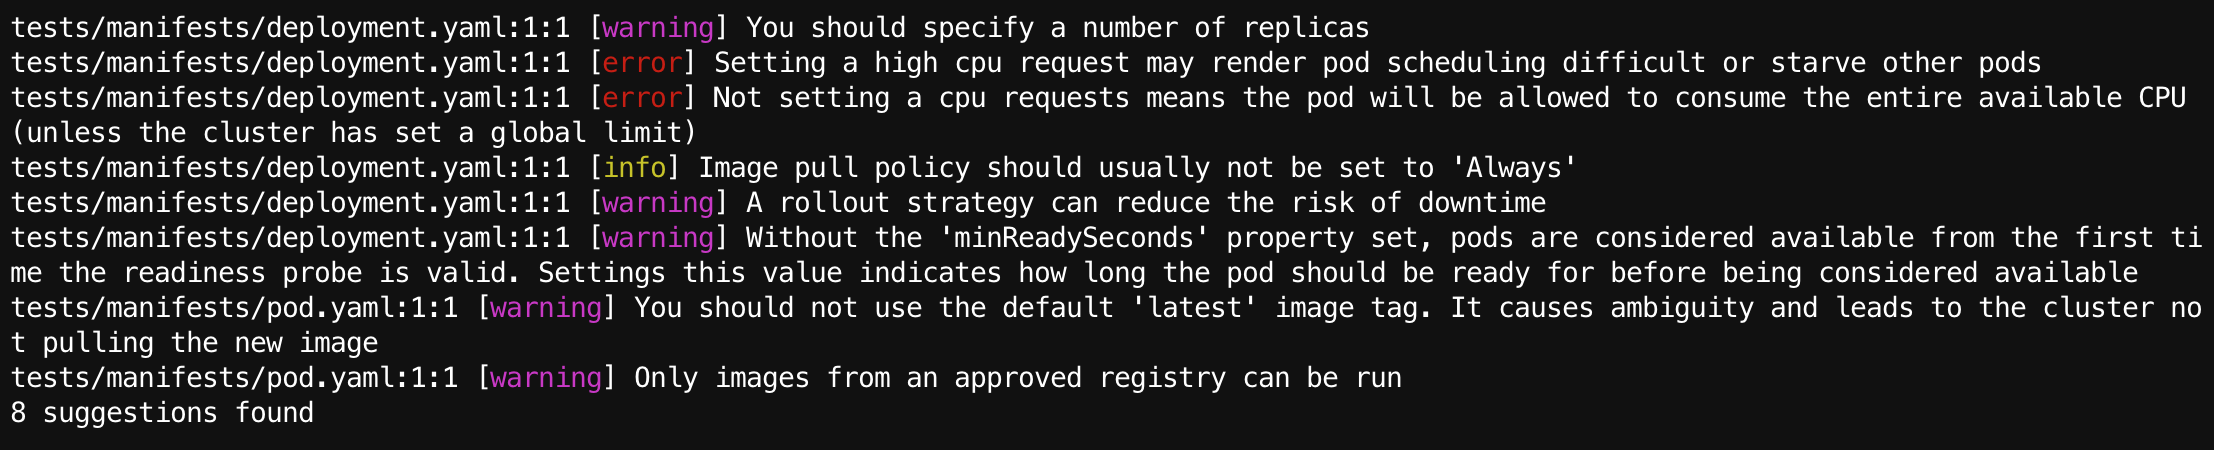 tests/manifests/deployment.yaml:1:1 [warning] You should specify a number of replicas
tests/manifests/deployment.yaml:1:1 [error] Setting a high cpu request may render pod scheduling difficult or starve other pods
tests/manifests/deployment.yaml:1:1 [error] Not setting a cpu requests means the pod will be allowed to consume the entire available CPU
(unless the cluster has set a global limit)
tests/manifests/deployment.yaml:1:1 [info] Image pull policy should usually not be set to 'Always'
tests/manifests/deployment.yaml:1:1 [warning] A rollout strategy can reduce the risk of downtime
tests/manifests/deployment.yaml:1:1 [warning] Without the 'minReadySeconds' property set, pods are considered available from the first ti
me the readiness probe is valid. Settings this value indicates how long the pod should be ready for before being considered available
tests/manifests/pod.yaml:1:1 [warning] You should not use the default 'latest' image tag. It causes ambiguity and leads to the cluster no
t pulling the new image
tests/manifests/pod.yaml:1:1 [warning] Only images from an approved registry can be run
8 suggestions found